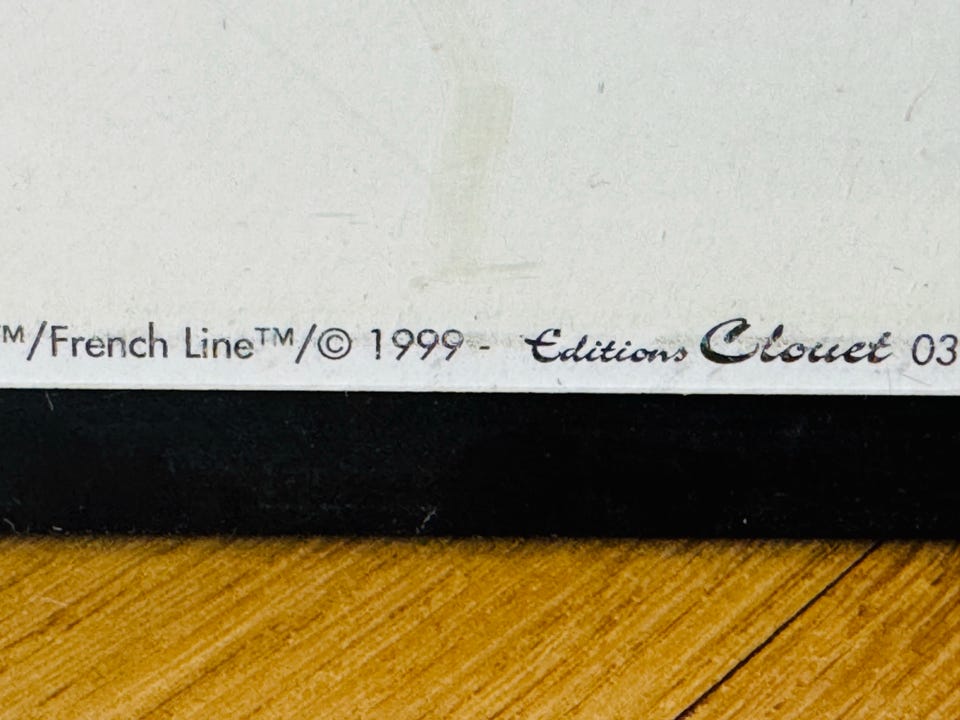 ™/French Line™/© 1999 - Editions Clouet 03